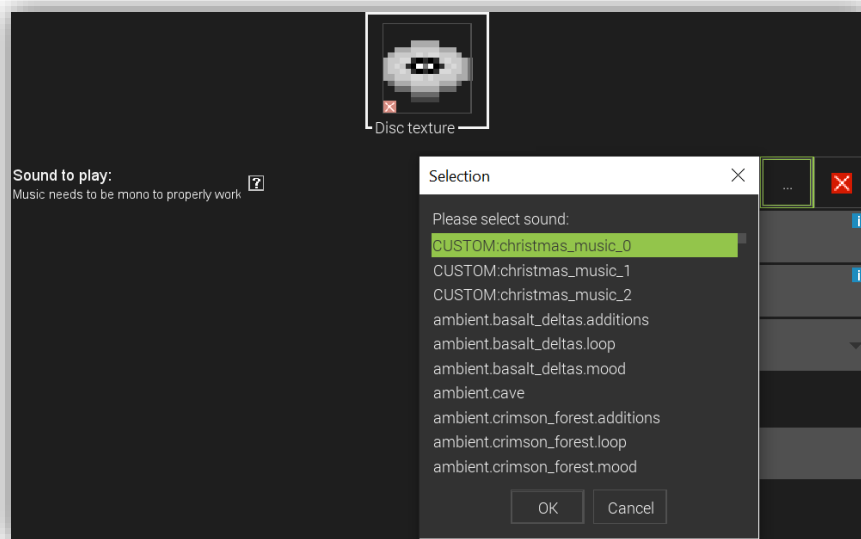 Disc texture
Sound to play:
Music needs to be mono to properly work
?
Selection
Please select sound:
CUSTOM:christmas_music_0
CUSTOM:christmas_music_1
CUSTOM:christmas_music_2
ambient.basalt_deltas.additions
ambient.basalt_deltas.loop
ambient.basalt_deltas.mood
ambient.cave
ambient.crimson_forest.additions
ambient.crimson_forest.loop
ambient.crimson_forest.mood
OK Cancel
...
i
i